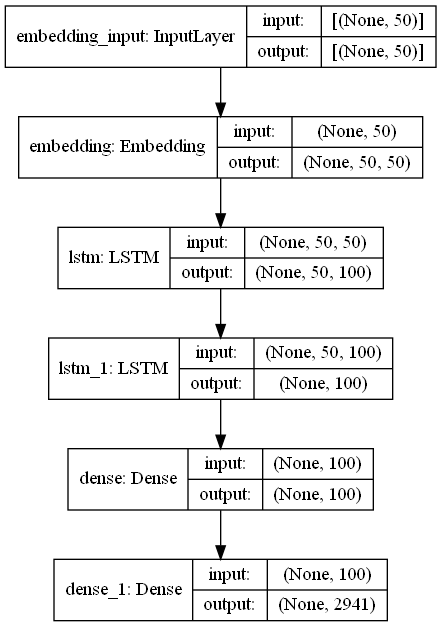 embedding_input: InputLayer
input: [(None, 50)]
output: [(None, 50)]
embedding: Embedding
input: (None, 50)
output: (None, 50, 50)
lstm: LSTM
input: (None, 50, 50)
output: (None, 50, 100)
lstm_1: LSTM
input: (None, 50, 100)
output: (None, 100)
dense: Dense
input: (None, 100)
output: (None, 100)
dense_1: Dense
input: (None, 100)
output: (None, 2941)